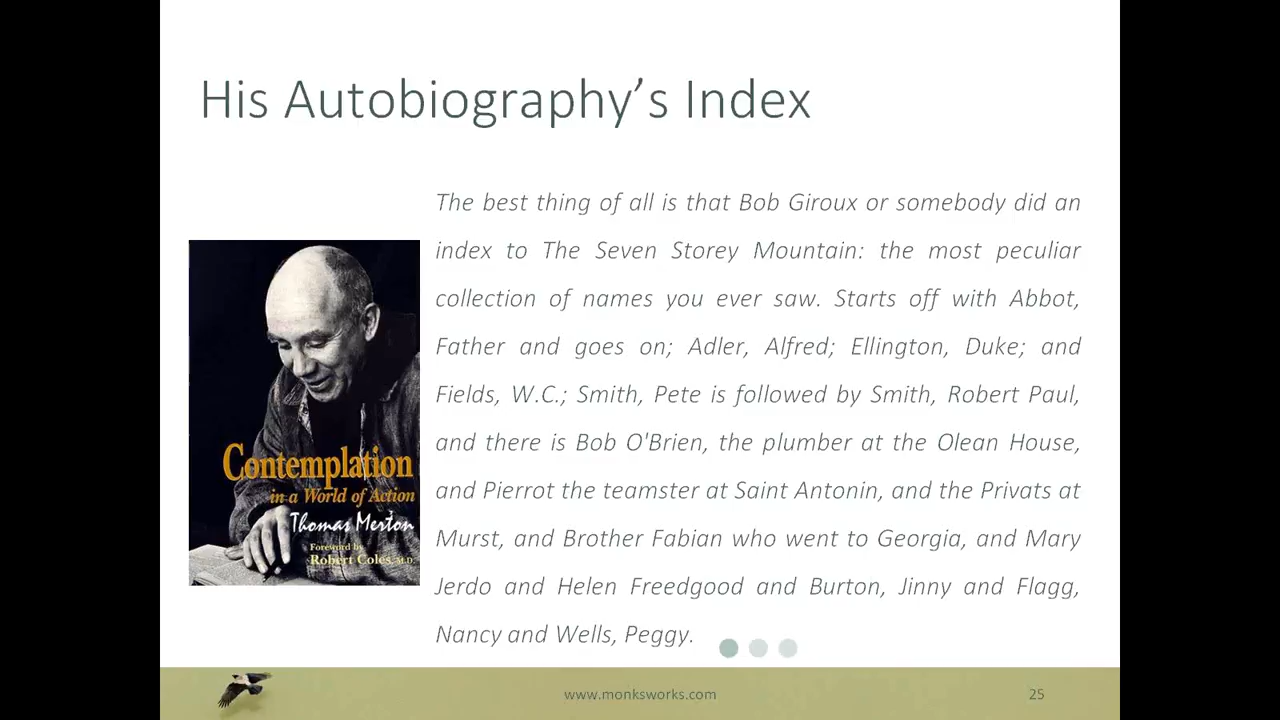 His Autobiography’s Index
The best thing of all is that Bob Giroux or somebody did an
index to The Seven Storey Mountain: the most peculiar
collection of names you ever saw. Starts off with Abbot,
Father and goes on; Adler, Alfred; Ellington, Duke; and
Fields, W.C.; Smith, Pete is followed by Smith, Robert Paul,
and there is Bob O'Brien, the plumber at the Olean House,
and Pierrot the teamster at Saint Antonin, and the Privats at
Murst, and Brother Fabian who went to Georgia, and Mary
Jerdo and Helen Freedgood and Burton, Jinny and Flagg,
Nancy and Wells, Peggy.
Contemplation
in a World of Action
Thomas Merton
Foreword by
Robert Coles, M.D.
www.monksworks.com
25